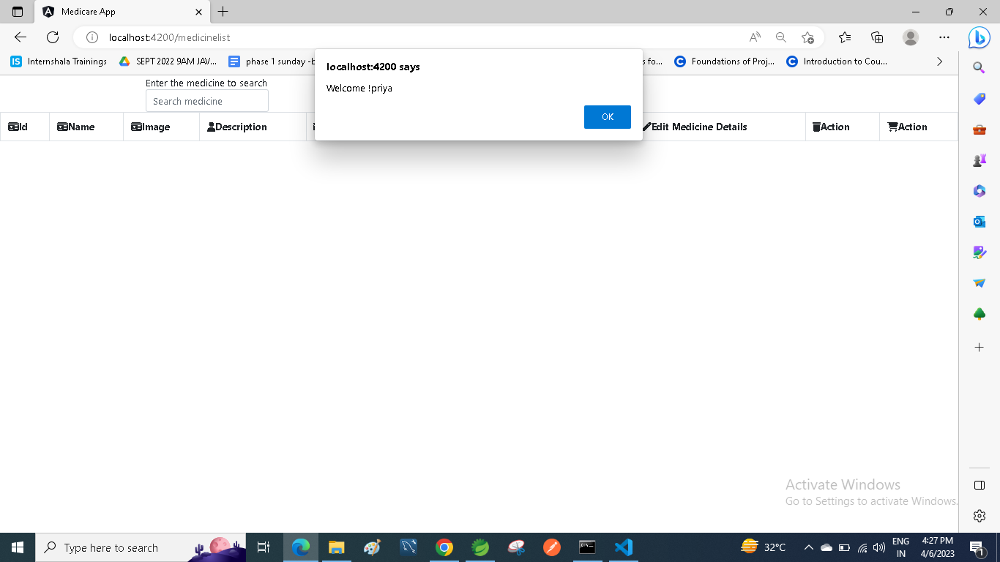 Medicare App
localhost:4200/medicinelist
Internshala Trainings
SEPT 2022 9AM JAV...
phase 1 sunday -b
s fo...
Foundations of Proj...
Introduction to Cou...
localhost:4200 says
Welcome !priya
OK
Enter the medicine to search
Search medicine
Id Name Image Description Edit Medicine Details Action Action
Activate Windows
Go to Settings to activate Windows.
Type here to search
32°C
ENG
IN
4:27 PM
4/6/2023
1